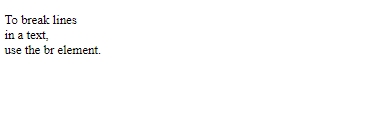 To break lines
in a text,
use the br element.